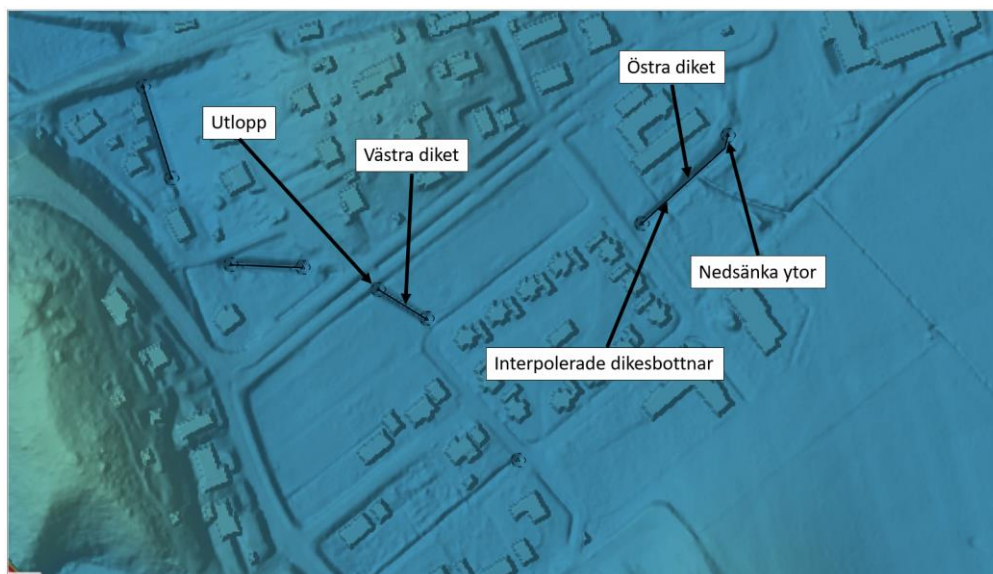 Östra diket
Utlopp
Västra diket
Nedsänka ytor
Interpolerade dikesbottnar